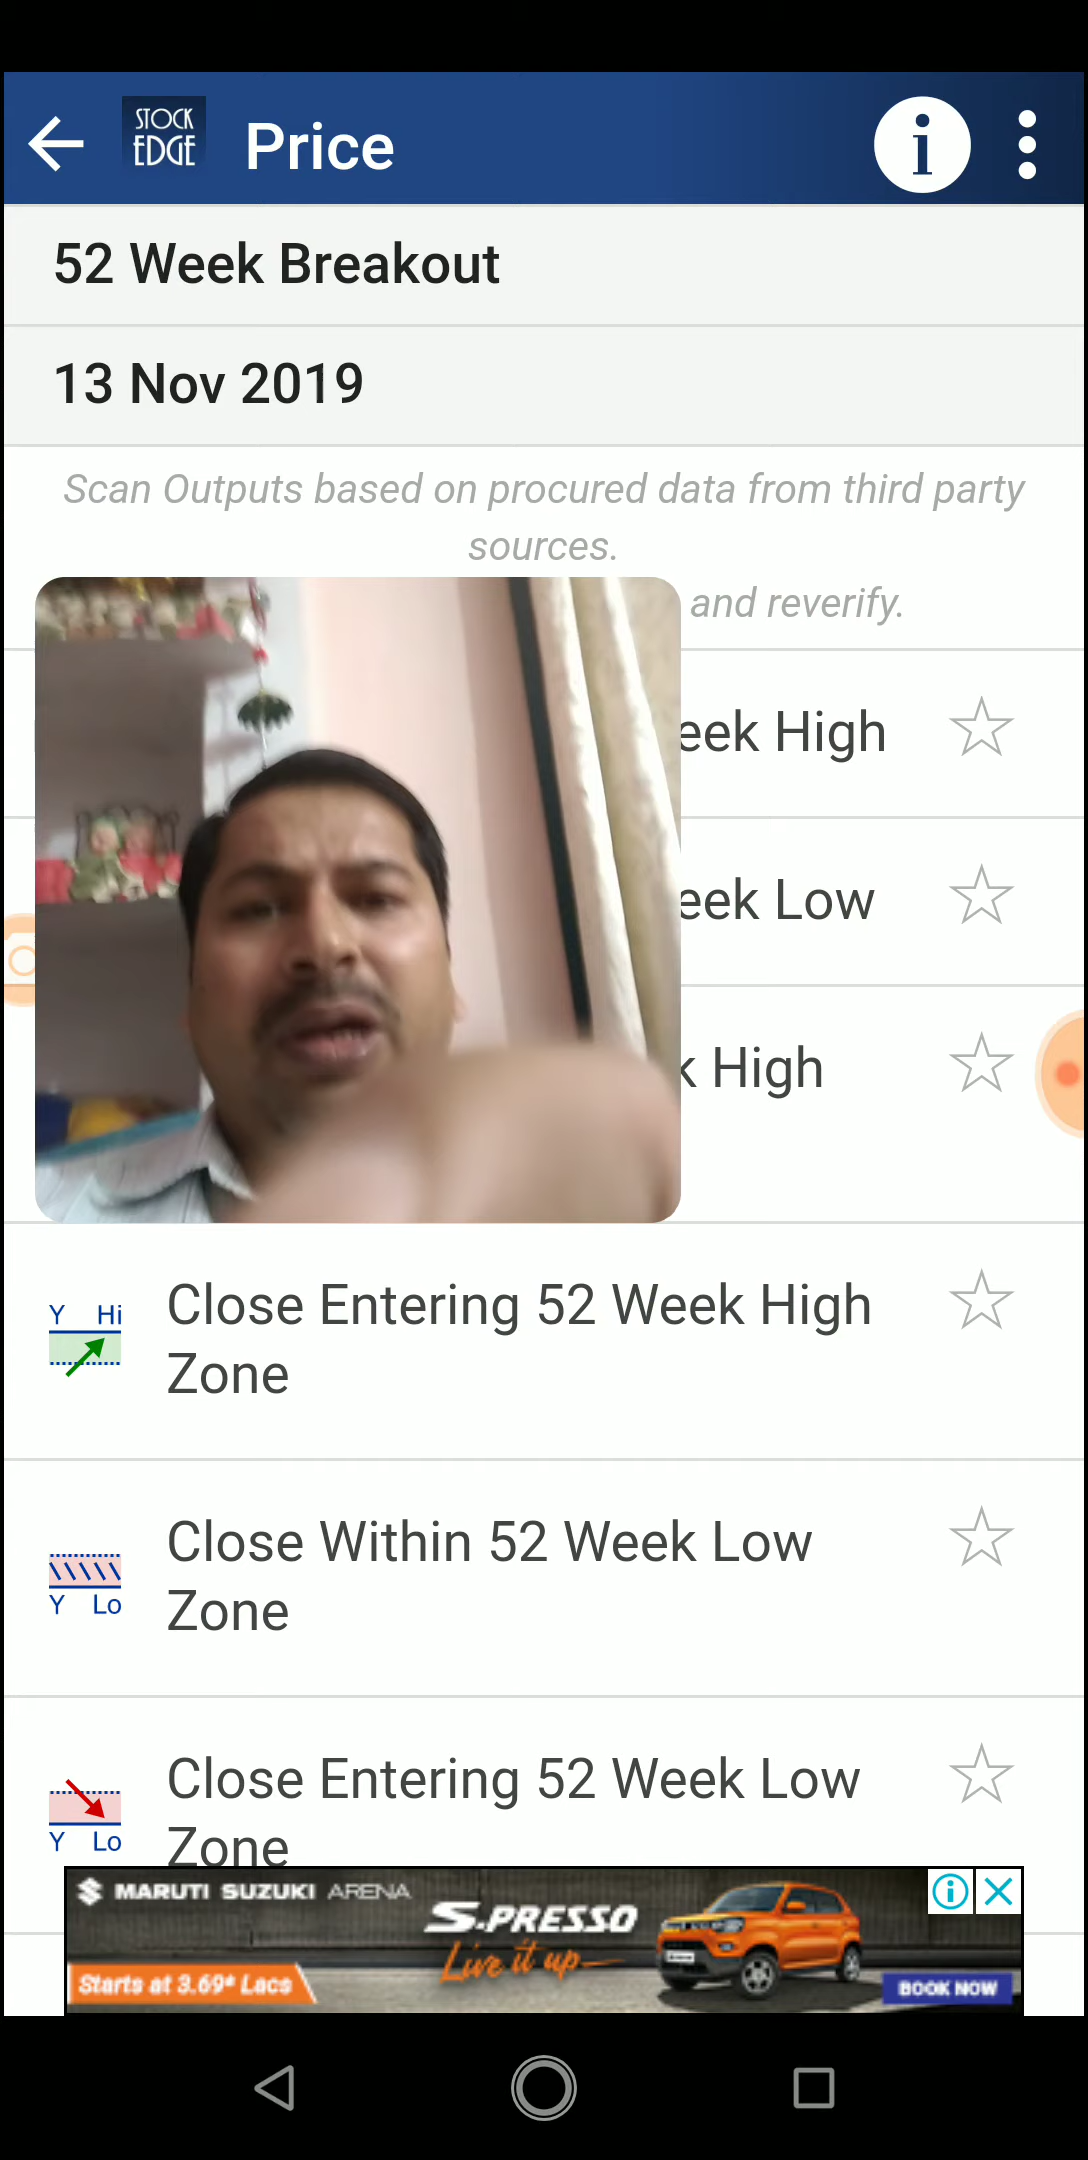 STOCK
EDGE
Price
52 Week Breakout
13 Nov 2019
Scan Outputs based on procured data from third party
sources.
and reverify.
High
Low
High
Y Hi
Close Entering 52 Week High
Zone
Close Within 52 Week Low
Zone
Y Lo
Close Entering 52 Week Low
Zone
Y Lo
MARUTI SUZUKI ARENA
S-PRESSO
Live it up
Starts at 3.69* Lacs
BOOK NOW